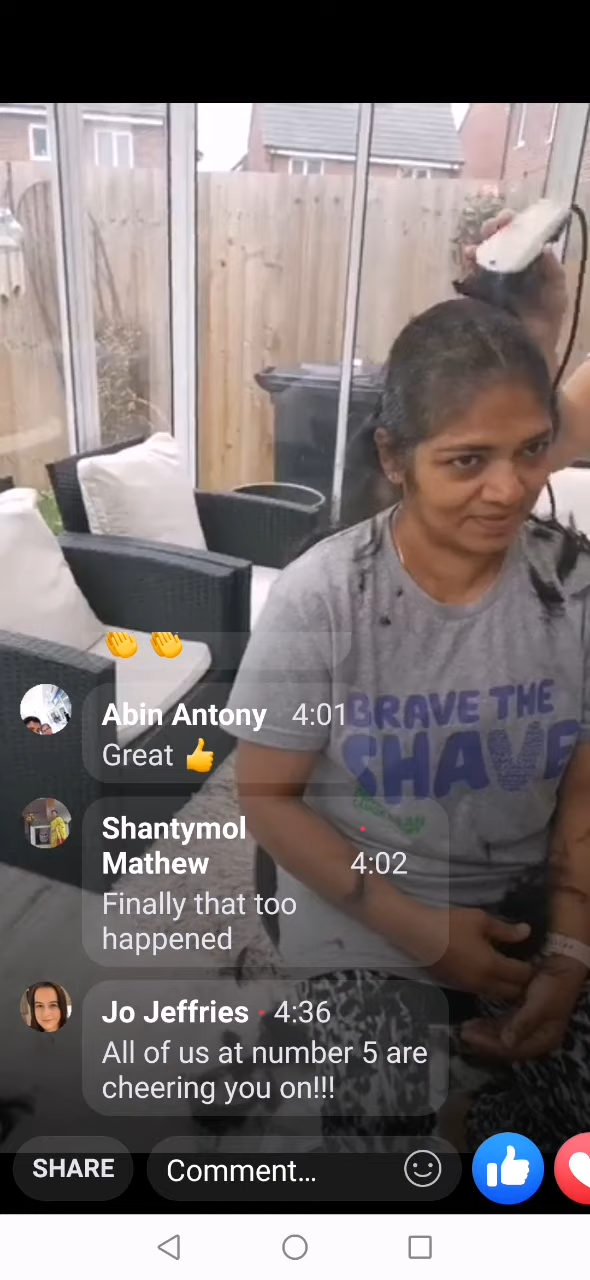 BRAVE THE
SHAVE
👏 👏
Abin Antony 4:01
Great 👍
Shantymol
Mathew 4:02
Finally that too
happened
Jo Jeffries • 4:36
All of us at number 5 are
cheering you on!!!
SHARE
Comment...